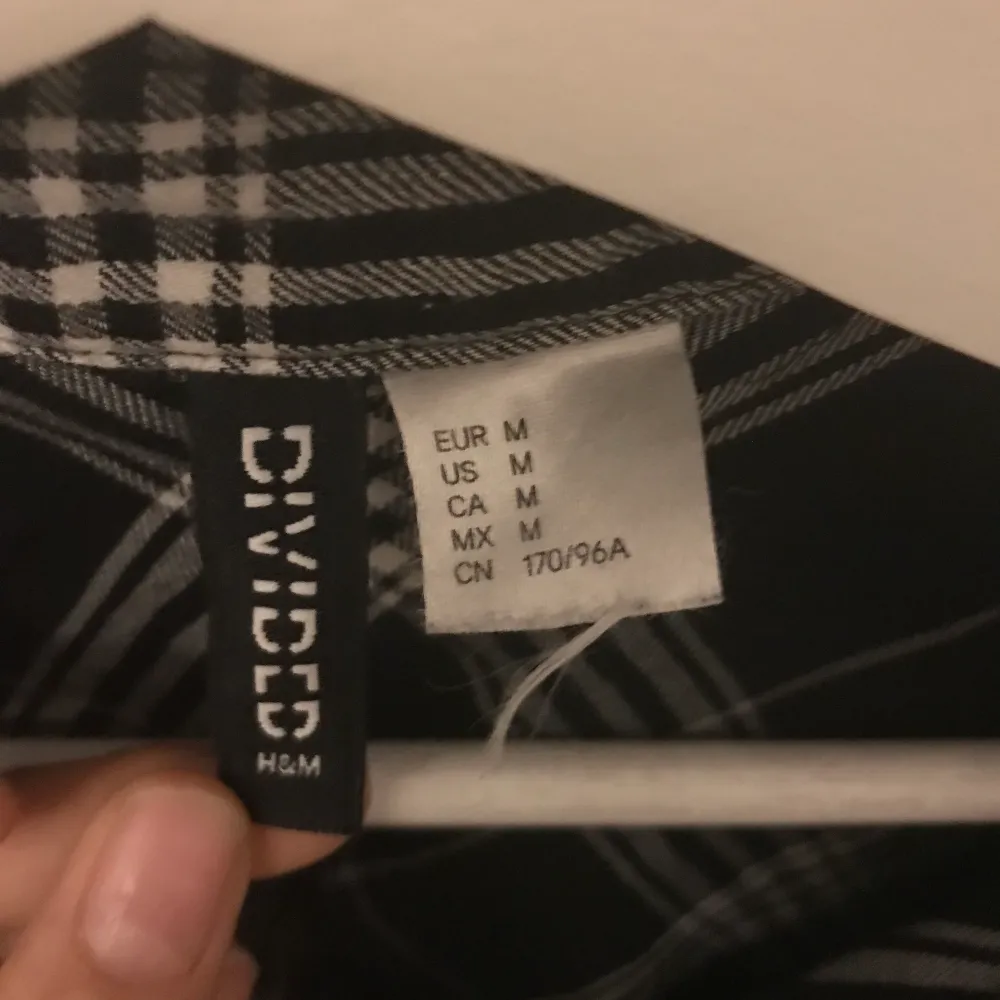 DIVIDED
H&M
EUR M
US M
CA M
MX M
CN 170/96A